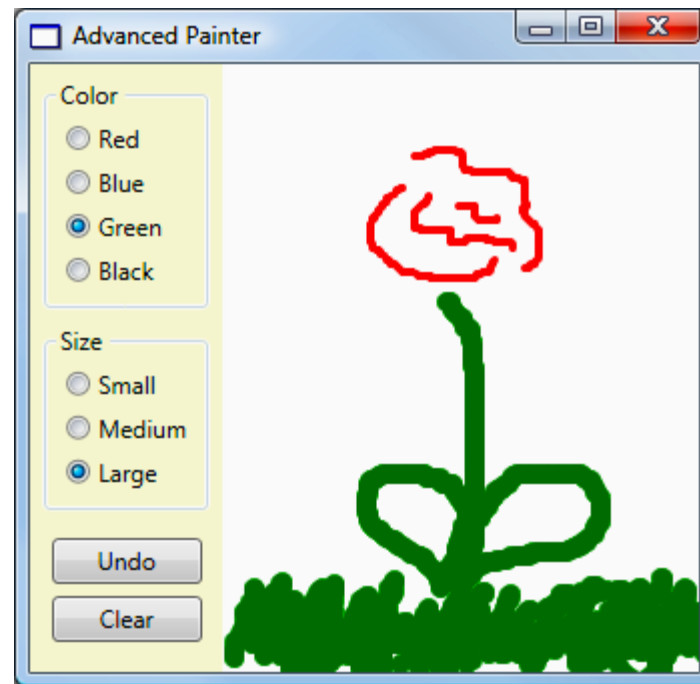 Advanced Painter
Color
Red
Blue
Green
Black
Size
Small
Medium
Large
Undo
Clear